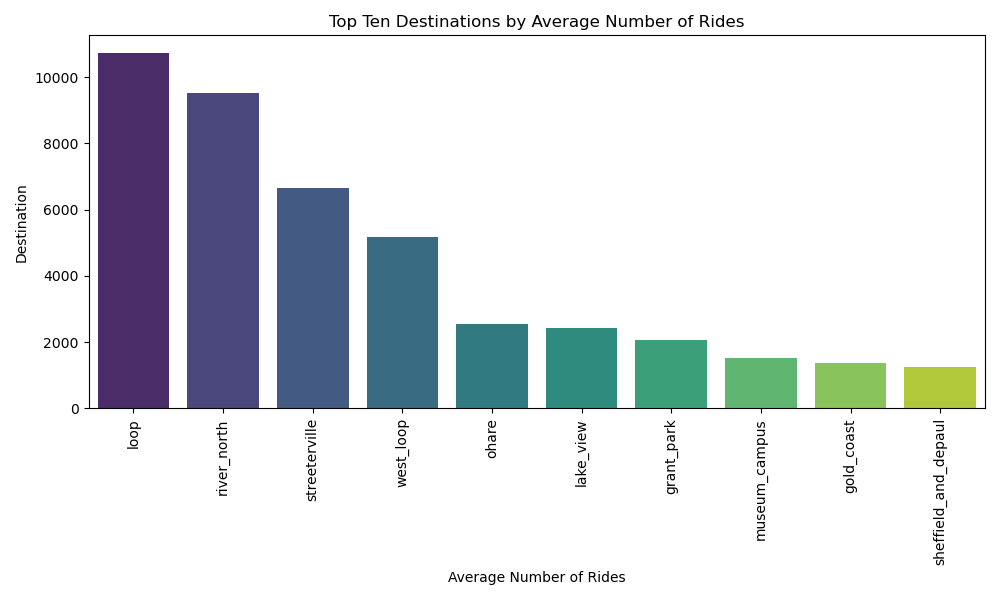 Top Ten Destinations by Average Number of Rides
Destination
10000
8000
6000
4000
2000
0
loop
river_north
streeterville
west_loop
ohare
lake_view
grant_park
museum_campus
gold_coast
sheffield_and_depaul
Average Number of Rides